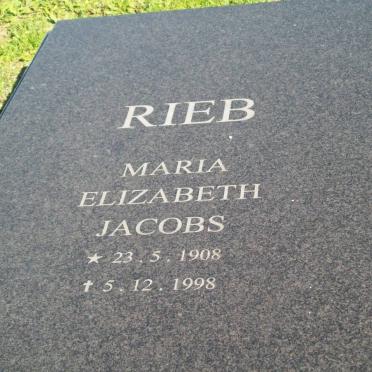 RIEB
MARIA
ELIZABETH
JACOBS
★ 23.5.1908
✝ 5.12.1998